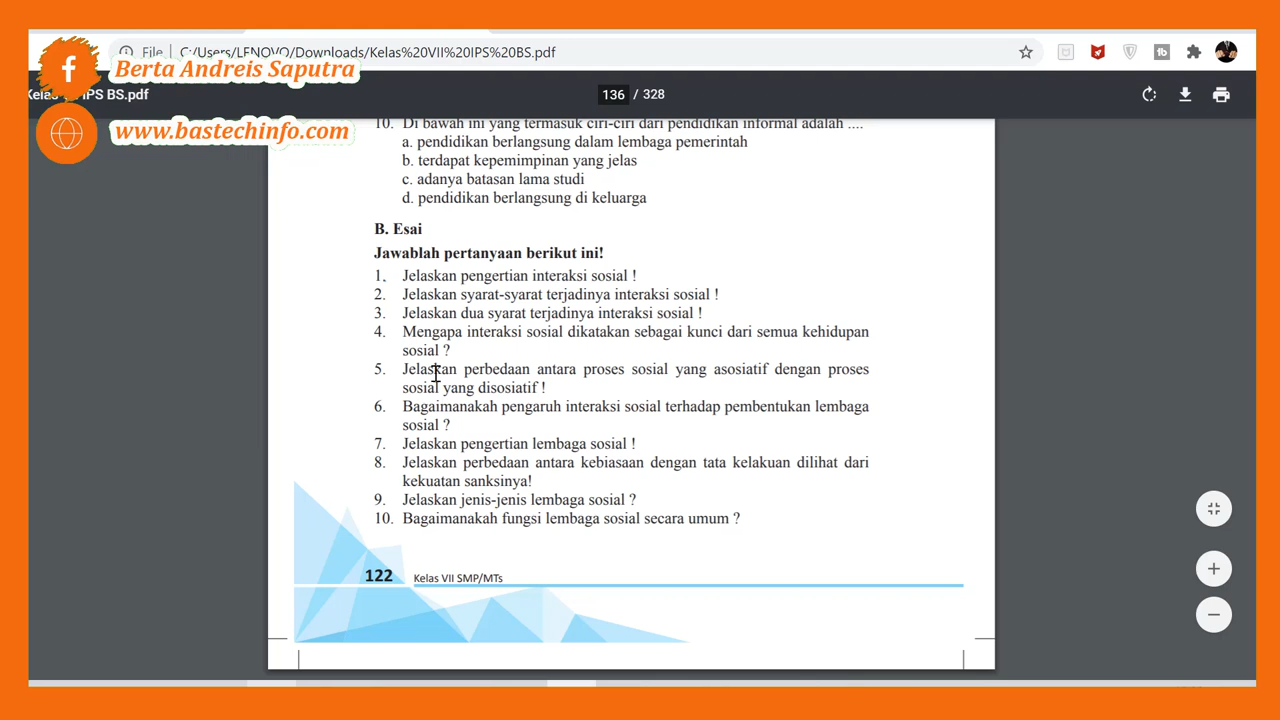 File | C:/Users/LENOVO/Downloads/Kelas%20VII%20IPS%20BS.pdf
Berta Andreis Saputra
IPS BS.pdf
136 / 328
www.bastechinfo.com
10. Di bawah ini yang termasuk ciri-ciri dari pendidikan informal adalah ....
a. pendidikan berlangsung dalam lembaga pemerintah
b. terdapat kepemimpinan yang jelas
c. adanya batasan lama studi
d. pendidikan berlangsung di keluarga
B. Esai
Jawablah pertanyaan berikut ini!
1. Jelaskan pengertian interaksi sosial !
2. Jelaskan syarat-syarat terjadinya interaksi sosial !
3. Jelaskan dua syarat terjadinya interaksi sosial !
4. Mengapa interaksi sosial dikatakan sebagai kunci dari semua kehidupan
sosial ?
5. Jelaskan perbedaan antara proses sosial yang asosiatif dengan proses
sosial yang disosiatif !
6. Bagaimanakah pengaruh interaksi sosial terhadap pembentukan lembaga
sosial ?
7. Jelaskan pengertian lembaga sosial !
8. Jelaskan perbedaan antara kebiasaan dengan tata kelakuan dilihat dari
kekuatan sanksinya!
9. Jelaskan jenis-jenis lembaga sosial ?
10. Bagaimanakah fungsi lembaga sosial secara umum ?
122 Kelas VII SMP/MTs